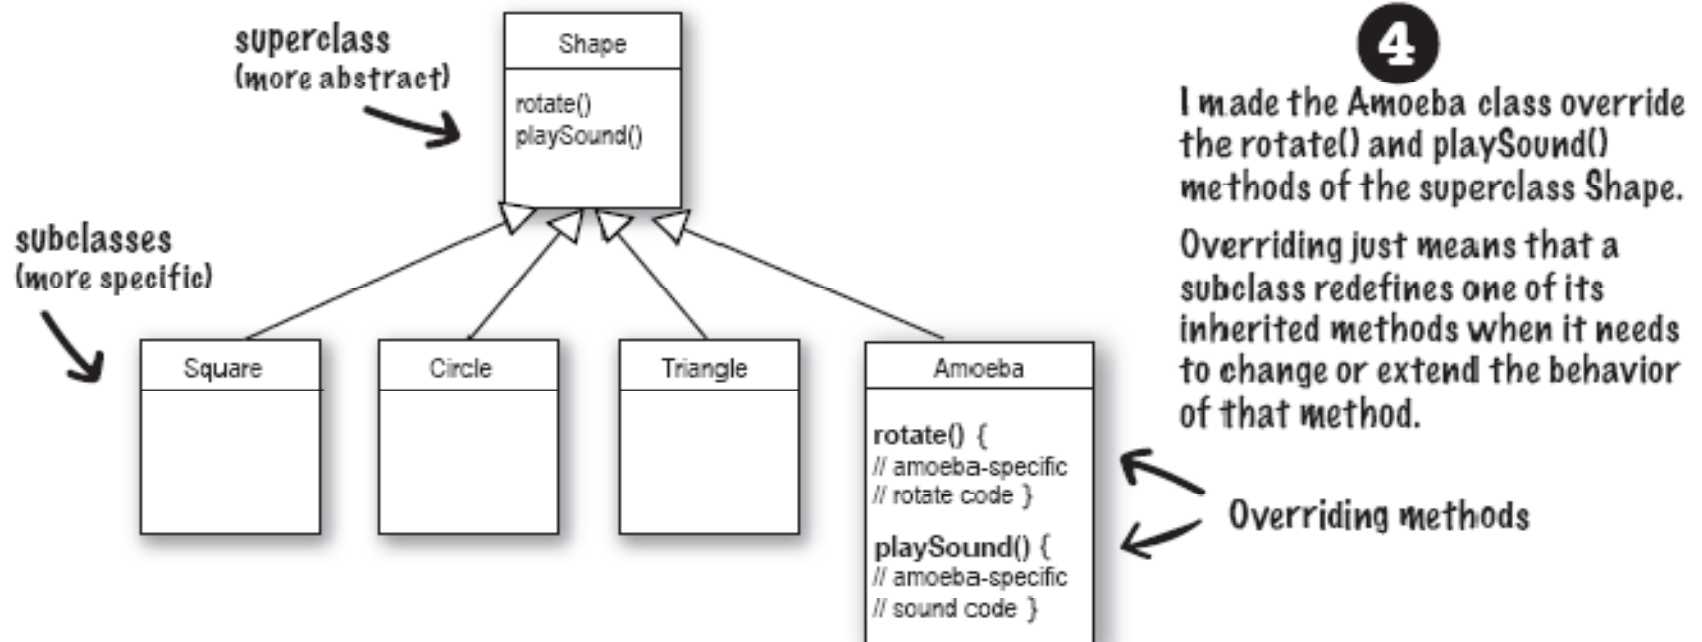 superclass
(more abstract)
Shape
rotate()
playSound()
4
I made the Amoeba class override
the rotate() and playSound()
methods of the superclass Shape.
Overriding just means that a
subclass redefines one of its
inherited methods when it needs
to change or extend the behavior
of that method.
subclasses
(more specific)
Square
Circle
Triangle
Amoeba
rotate() {
// amoeba-specific
// rotate code }
playSound() {
// amoeba-specific
// sound code }
Overriding methods